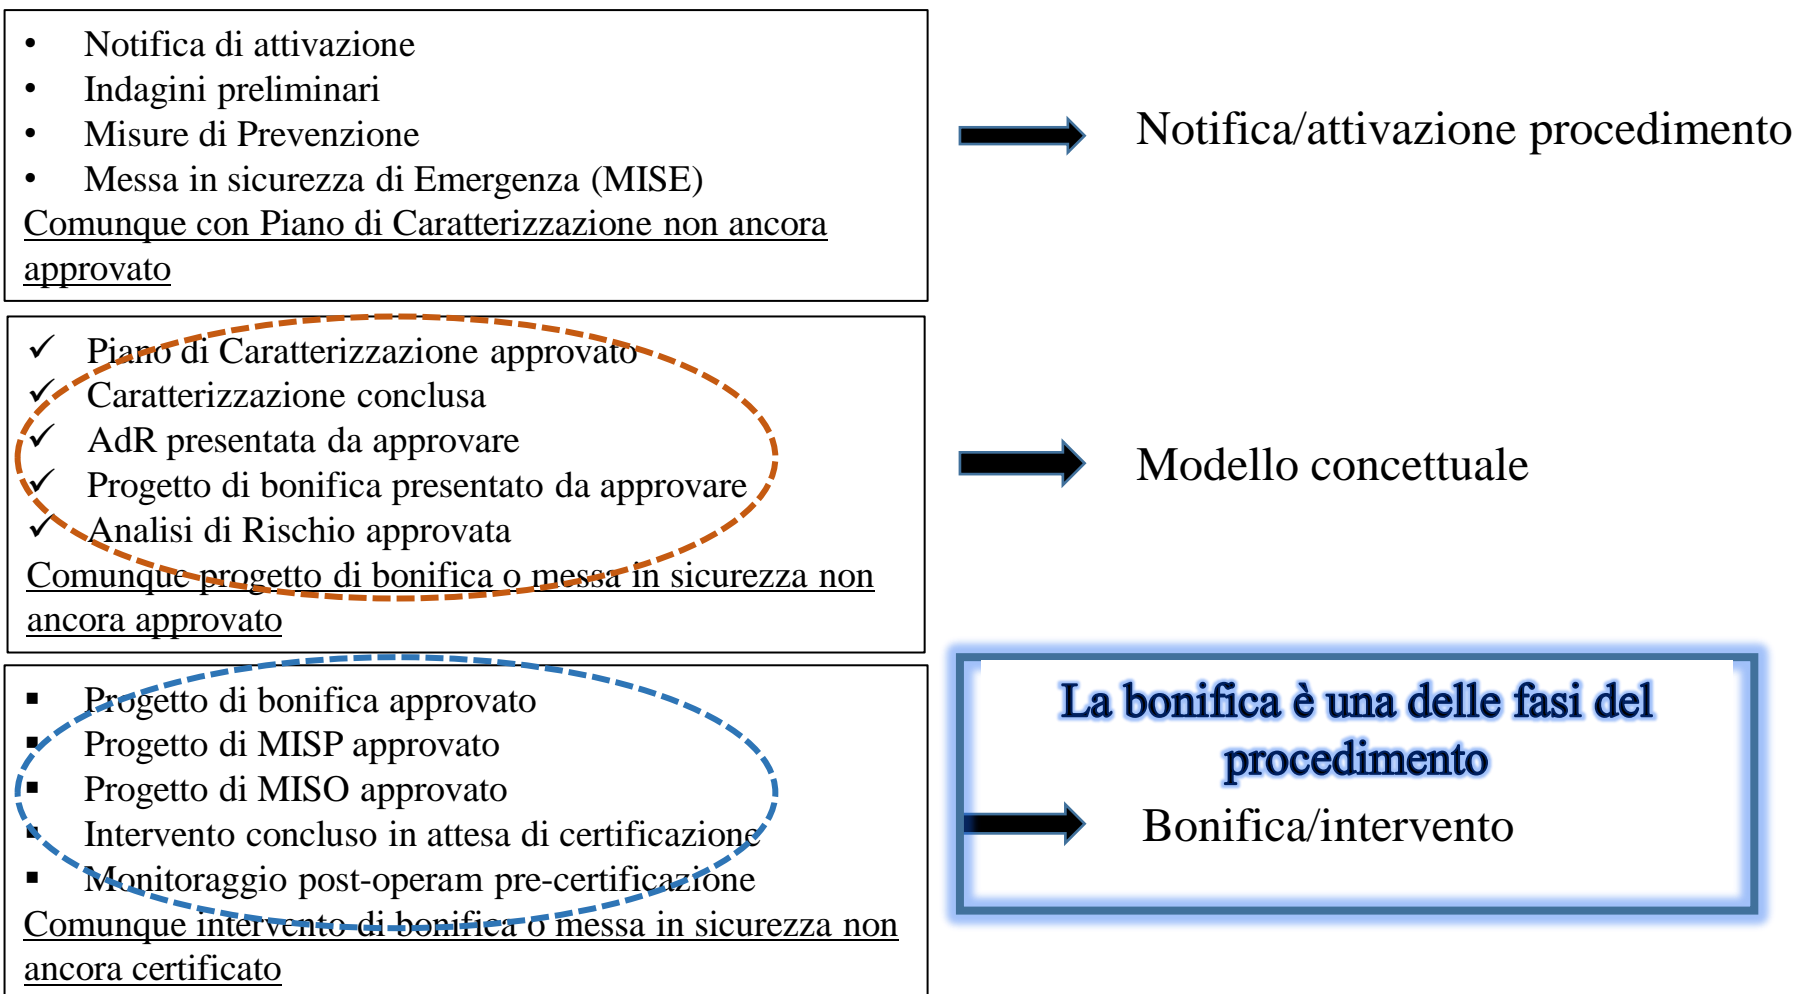 • Notifica di attivazione
• Indagini preliminari
• Misure di Prevenzione
• Messa in sicurezza di Emergenza (MISE)
Comunque con Piano di Caratterizzazione non ancora
approvato
Notifica/attivazione procedimento
✓ Piano di Caratterizzazione approvato
✓ Caratterizzazione conclusa
✓ AdR presentata da approvare
✓ Progetto di bonifica presentato da approvare
✓ Analisi di Rischio approvata
Comunque progetto di bonifica o messa in sicurezza non
ancora approvato
Modello concettuale
▪ Progetto di bonifica approvato
▪ Progetto di MISP approvato
▪ Progetto di MISO approvato
▪ Intervento concluso in attesa di certificazione
▪ Monitoraggio post-operam pre-certificazione
Comunque intervento di bonifica o messa in sicurezza non
ancora certificato
La bonifica è una delle fasi del
procedimento
Bonifica/intervento